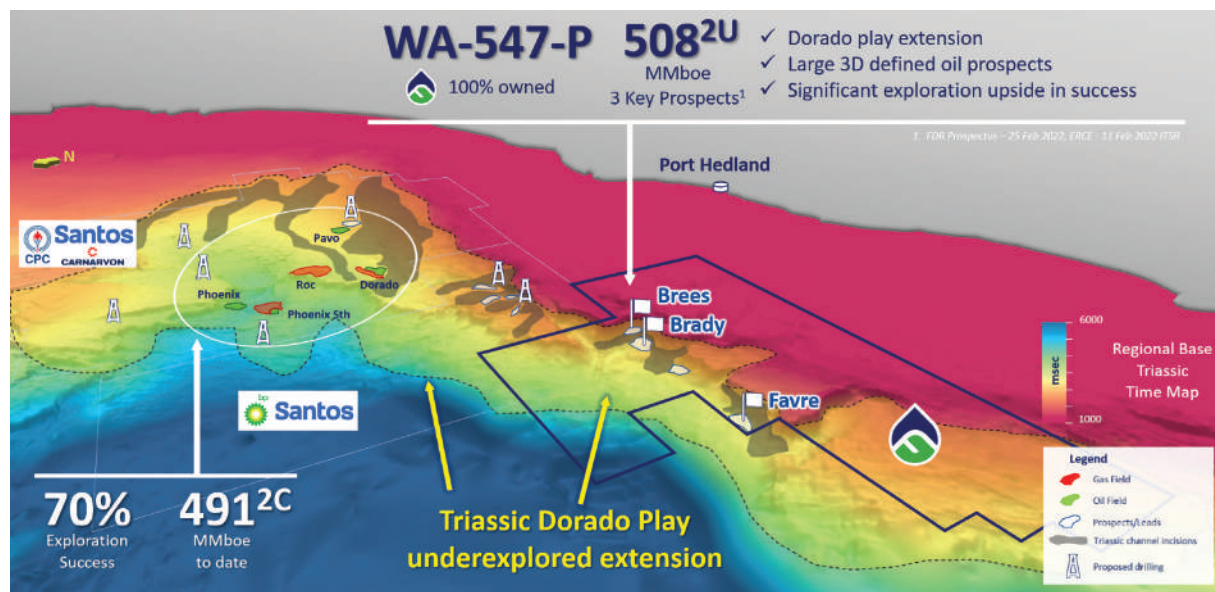 WA-547-P
100% owned
508²ᵁ
MMboe
3 Key Prospects¹
✓ Dorado play extension
✓ Large 3D defined oil prospects
✓ Significant exploration upside in success
1. FDR Prospectus – 25 Feb 2022, ERCE - 11 Feb 2022 ITSR
N
Port Hedland
Santos
CPC
CARNARVON
Pavo
Roc
Dorado
Phoenix
Phoenix Sth
Brees
Brady
Favre
6000
msec
1000
Regional Base
Triassic
Time Map
bp
Santos
70%
Exploration
Success
491²ᶜ
MMboe
to date
Triassic Dorado Play
underexplored extension
Legend
Gas Field
Oil Field
Prospects/Leads
Triassic channel incisions
Proposed drilling